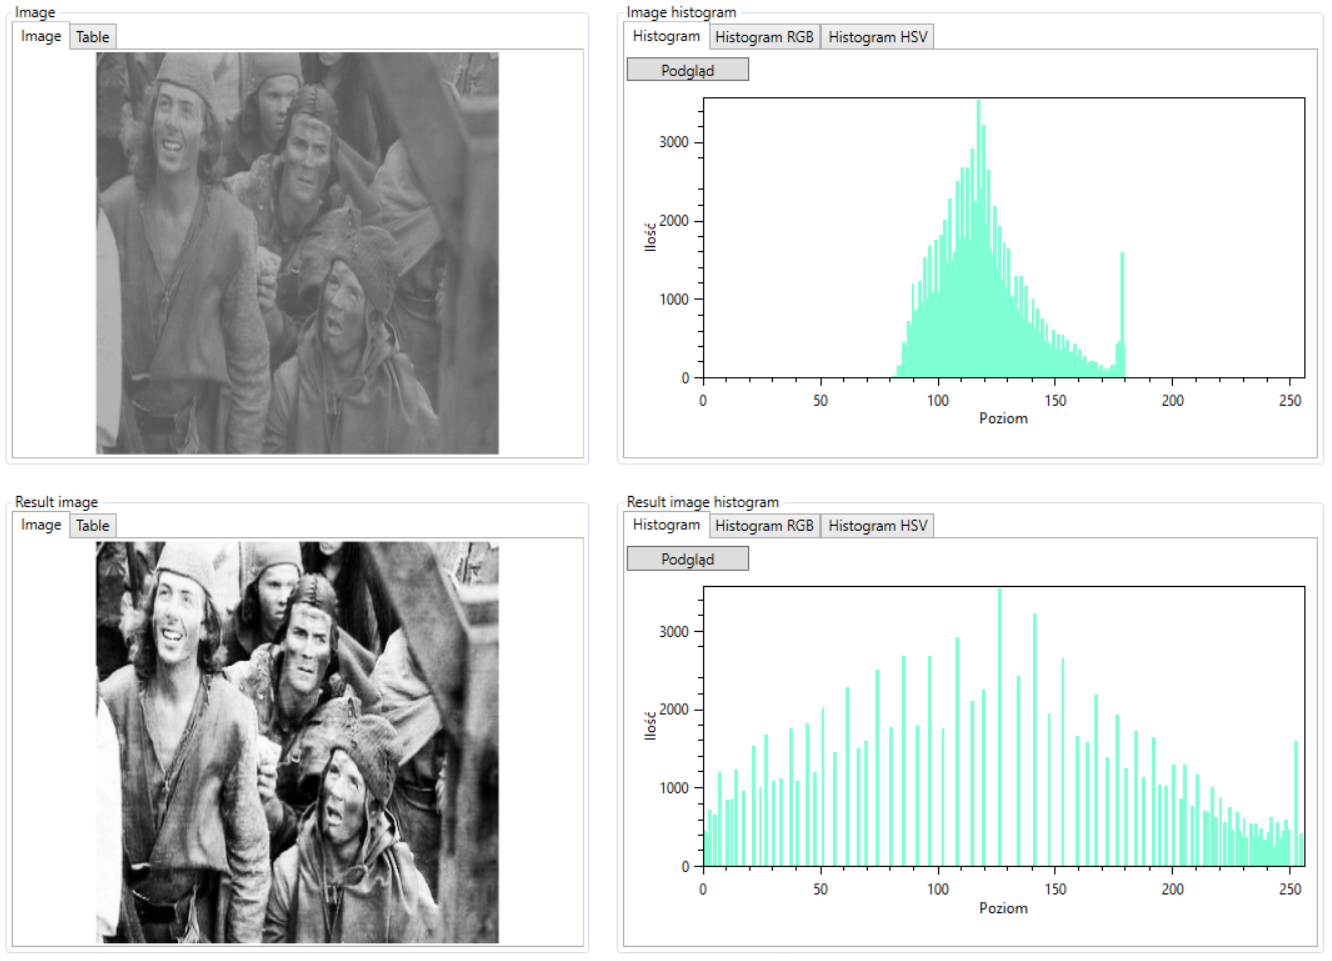 Image
Image Table
Image histogram
Histogram Histogram RGB Histogram HSV
Podgląd
3000
2000
1000
0
Ilość
0 50 100 150 200 250
Poziom
Result image
Image Table
Result image histogram
Histogram Histogram RGB Histogram HSV
Podgląd
3000
2000
1000
0
Ilość
0 50 100 150 200 250
Poziom